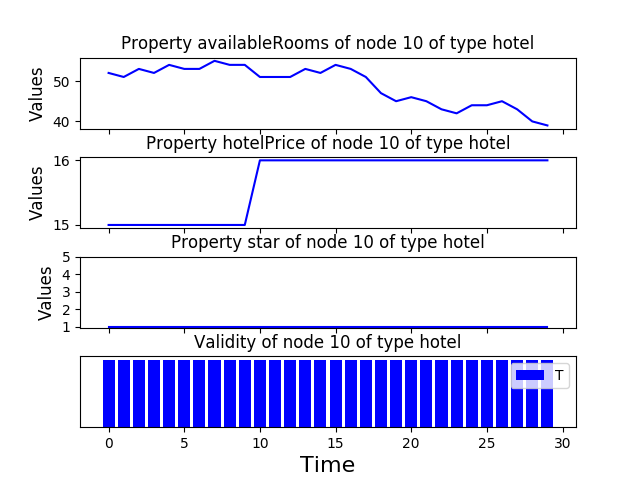 Property availableRooms of node 10 of type hotel
Values
50
40
Property hotelPrice of node 10 of type hotel
Values
16
15
Property star of node 10 of type hotel
Values
5
4
3
2
1
Validity of node 10 of type hotel
T
0 5 10 15 20 25 30
Time